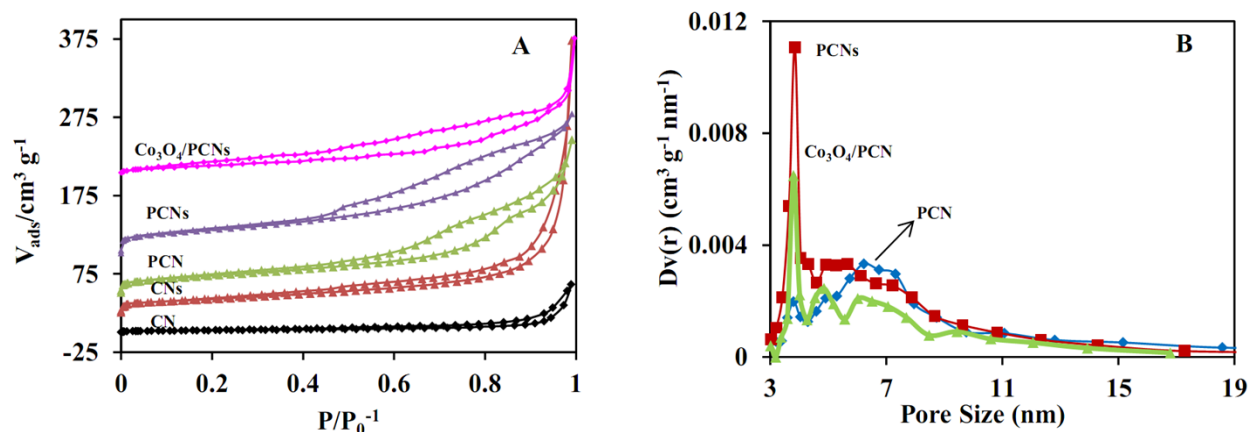 A
V_ads/cm³ g⁻¹
375
275
175
75
-25
Co₃O₄/PCNs
PCNs
PCN
CNs
CN
0
0.2
0.4
0.6
0.8
1
P/P₀⁻¹
B
Dv(r) (cm³ g⁻¹ nm⁻¹)
0.012
0.008
0.004
0
PCNs
Co₃O₄/PCN
PCN
3
7
11
15
19
Pore Size (nm)